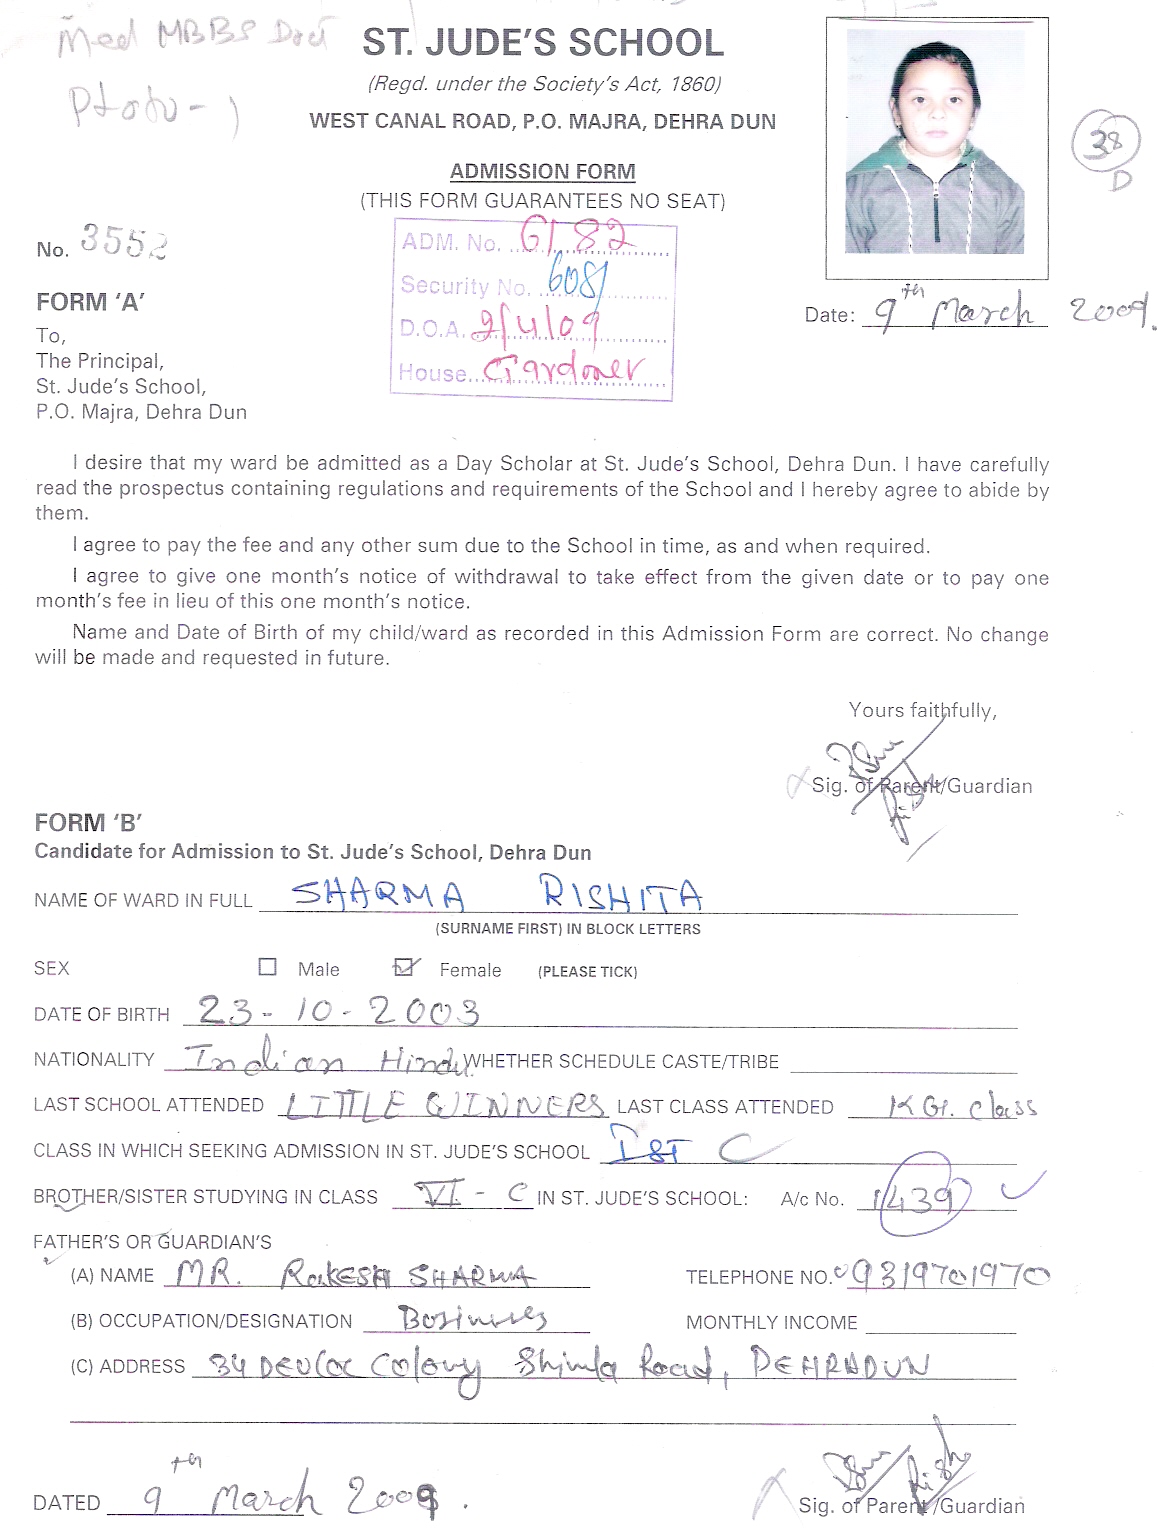 Med MBBS
ST. JUDE'S SCHOOL
(Regd. under the Society's Act, 1860)
WEST CANAL ROAD, P.O. MAJRA, DEHRA DUN
38
D
ADMISSION FORM
(THIS FORM GUARANTEES NO SEAT)
No. 3552
ADM. No. 6182
Security No. 6081
D.O.A. 2/4/09
House Gardner
FORM 'A'
Date: 9th March 2009.
To,
The Principal,
St. Jude's School,
P.O. Majra, Dehra Dun
I desire that my ward be admitted as a Day Scholar at St. Jude's School, Dehra Dun. I have carefully
read the prospectus containing regulations and requirements of the School and I hereby agree to abide by
them.
I agree to pay the fee and any other sum due to the School in time, as and when required.
I agree to give one month's notice of withdrawal to take effect from the given date or to pay one
month's fee in lieu of this one month's notice.
Name and Date of Birth of my child/ward as recorded in this Admission Form are correct. No change
will be made and requested in future.
Yours faithfully,
Sig. of Parent/Guardian
FORM 'B'
Candidate for Admission to St. Jude's School, Dehra Dun
NAME OF WARD IN FULL SHARMA RISHITA
(SURNAME FIRST) IN BLOCK LETTERS
SEX Male Female (PLEASE TICK)
DATE OF BIRTH 23-10-2003
NATIONALITY Indian Hindu WHETHER SCHEDULE CASTE/TRIBE
LAST SCHOOL ATTENDED LITTLE WINNERS LAST CLASS ATTENDED K.G. class
CLASS IN WHICH SEEKING ADMISSION IN ST. JUDE'S SCHOOL Ist C
BROTHER/SISTER STUDYING IN CLASS VI - C IN ST. JUDE'S SCHOOL: A/c No. 1439
FATHER'S OR GUARDIAN'S
(A) NAME MR. RakESH SHARMA TELEPHONE NO. 09319701970
(B) OCCUPATION/DESIGNATION MONTHLY INCOME
(C) ADDRESS 34 Colony Shimla Road, DEHRADUN
DATED 9th March 2009.
Sig. of Parent/Guardian